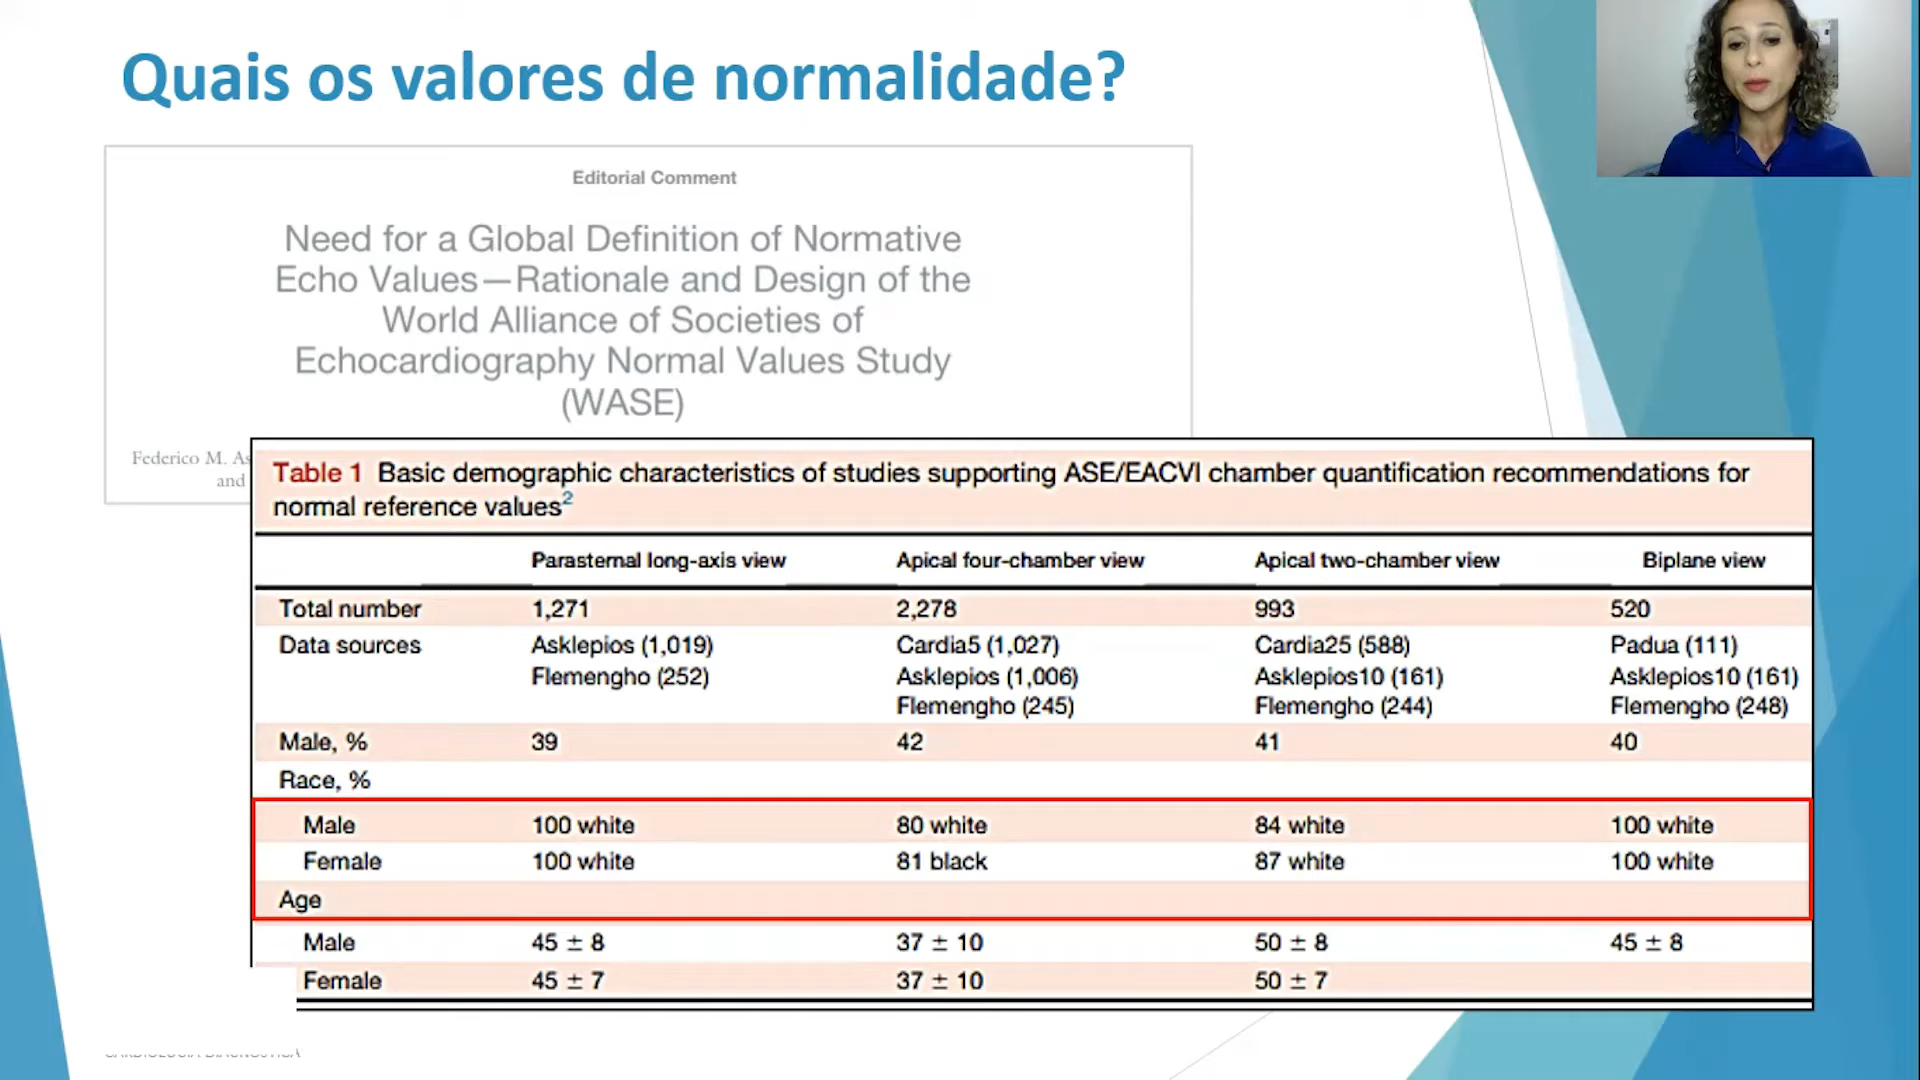 Quais os valores de normalidade?
Editorial Comment
Need for a Global Definition of Normative
Echo Values—Rationale and Design of the
World Alliance of Societies of
Echocardiography Normal Values Study
(WASE)
Federico M.
and
Table 1 Basic demographic characteristics of studies supporting ASE/EACVI chamber quantification recommendations for
normal reference values2
Parasternal long-axis view Apical four-chamber view Apical two-chamber view Biplane view
Total number 1,271 2,278 993 520
Data sources Asklepios (1,019) Cardia5 (1,027) Cardia25 (588) Padua (111)
Flemengho (252) Asklepios (1,006) Asklepios10 (161) Asklepios10 (161)
Flemengho (245) Flemengho (244) Flemengho (248)
Male, % 39 42 41 40
Race, %
Male 100 white 80 white 84 white 100 white
Female 100 white 81 black 87 white 100 white
Age
Male 45 ± 8 37 ± 10 50 ± 8 45 ± 8
Female 45 ± 7 37 ± 10 50 ± 7